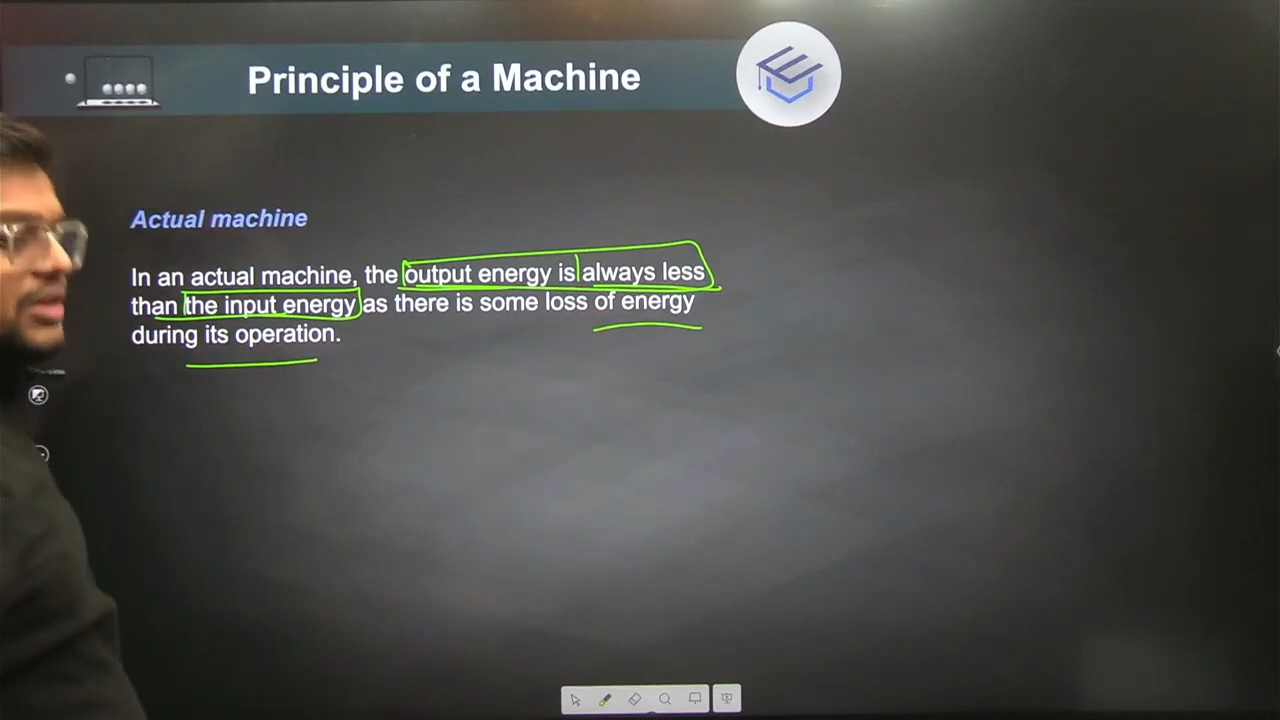 Principle of a Machine
Actual machine
In an actual machine, the output energy is always less
than the input energy as there is some loss of energy
during its operation.